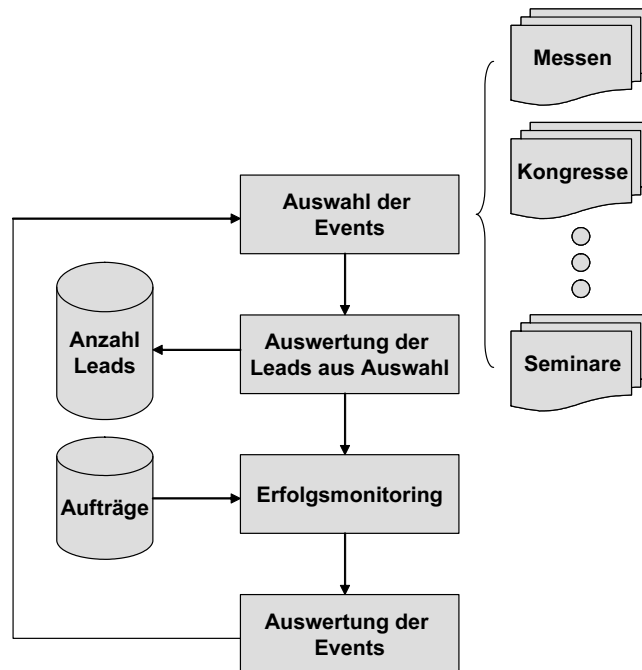 Messen
Kongresse
Auswahl der
Events
Anzahl
Leads
Auswertung der
Leads aus Auswahl
Seminare
Aufträge
Erfolgsmonitoring
Auswertung der
Events